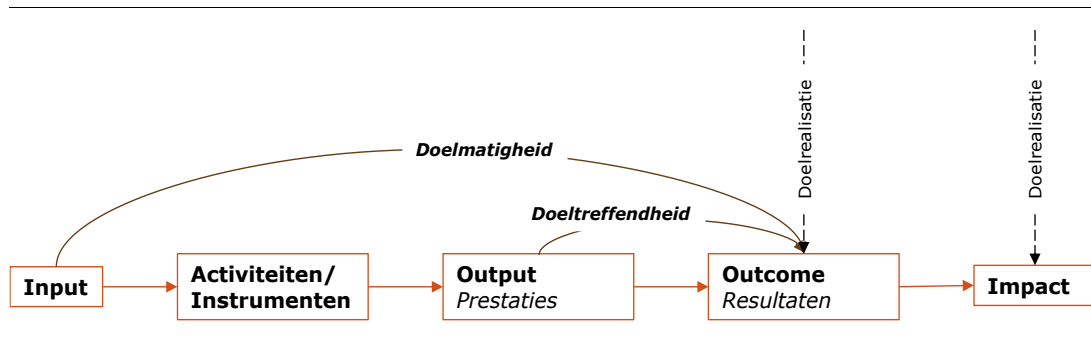 Doelrealisatie
Doelrealisatie
Doelmatigheid
Doeltreffendheid
Input
Activiteiten/
Instrumenten
Output
Prestaties
Outcome
Resultaten
Impact